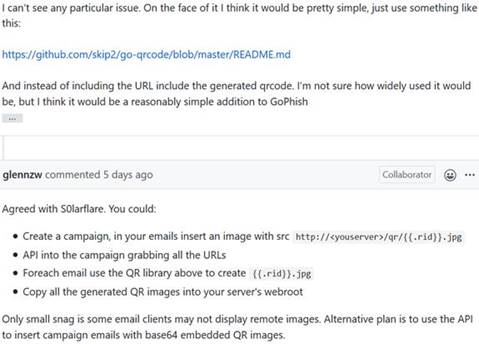 I can't see any particular issue. On the face of it I think it would be pretty simple, just use something like
this:
https://github.com/skip2/go-qrcode/blob/master/README.md
And instead of including the URL include the generated qrcode. I'm not sure how widely used it would
be, but I think it would be a reasonably simple addition to GoPhish
...
glennzw commented 5 days ago Collaborator ...
Agreed with S0larflare. You could:
• Create a campaign, in your emails insert an image with src http://<youserver>/qr/{{.rid}}.jpg
• API into the campaign grabbing all the URLs
• Foreach email use the QR library above to create {{.rid}}.jpg
• Copy all the generated QR images into your server's webroot
Only small snag is some email clients may not display remote images. Alternative plan is to use the API
to insert campaign emails with base64 embedded QR images.